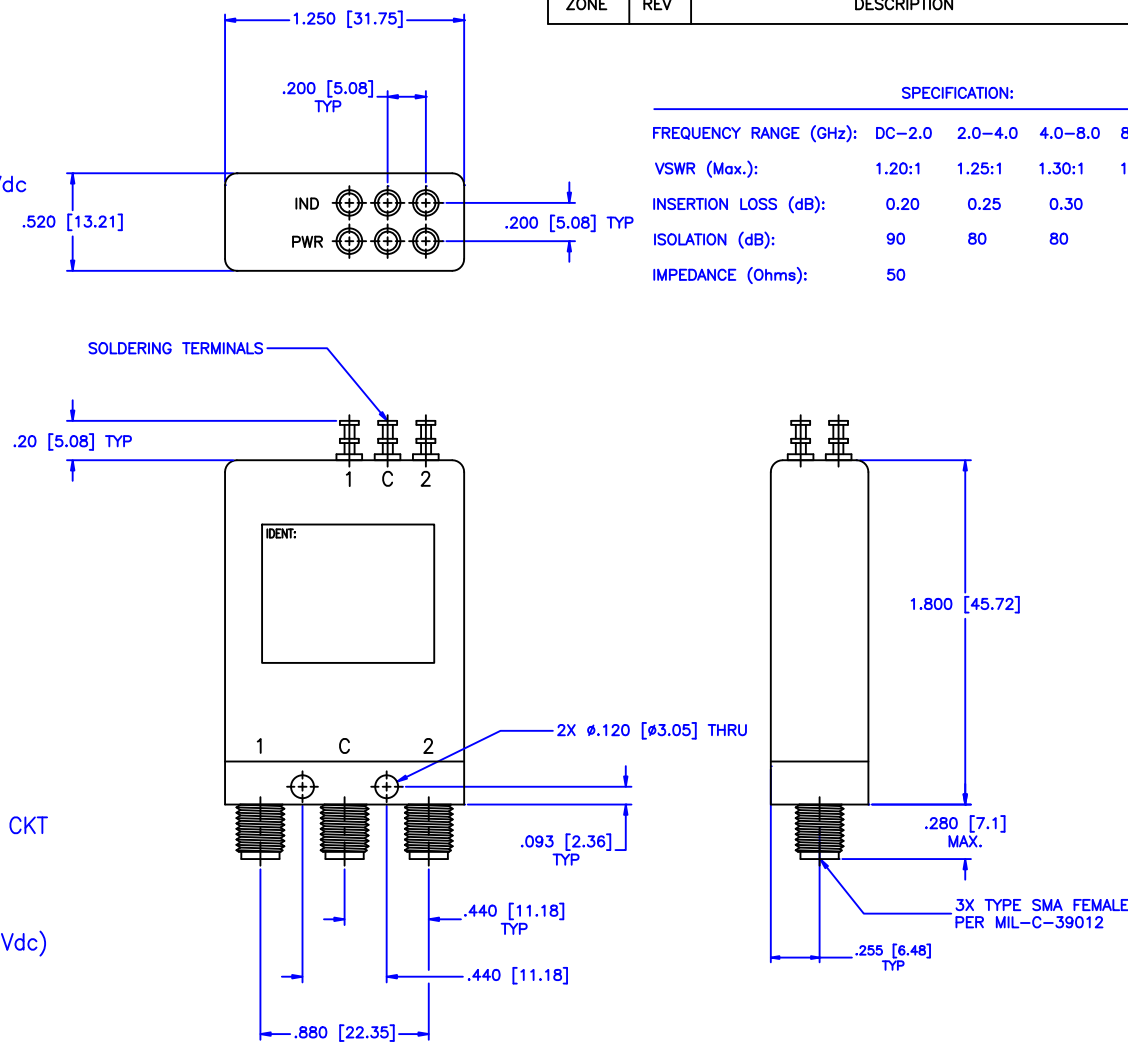 ZONE REV DESCRIPTION
1.250 [31.75]
.200 [5.08]
TYP
SPECIFICATION:
FREQUENCY RANGE (GHz): DC-2.0 2.0-4.0 4.0-8.0 8
VSWR (Max.): 1.20:1 1.25:1 1.30:1 1
INSERTION LOSS (dB): 0.20 0.25 0.30
ISOLATION (dB): 90 80 80
IMPEDANCE (Ohms): 50
Vdc
.520 [13.21]
IND
PWR
.200 [5.08] TYP
SOLDERING TERMINALS
.20 [5.08] TYP
1 C 2
IDENT:
1.800 [45.72]
2X ø.120 [ø3.05] THRU
1 C 2
CKT
.093 [2.36]
TYP
.280 [7.1]
MAX.
3X TYPE SMA FEMALE
PER MIL-C-39012
.440 [11.18]
TYP
Vdc)
.255 [6.48]
TYP
.440 [11.18]
.880 [22.35]